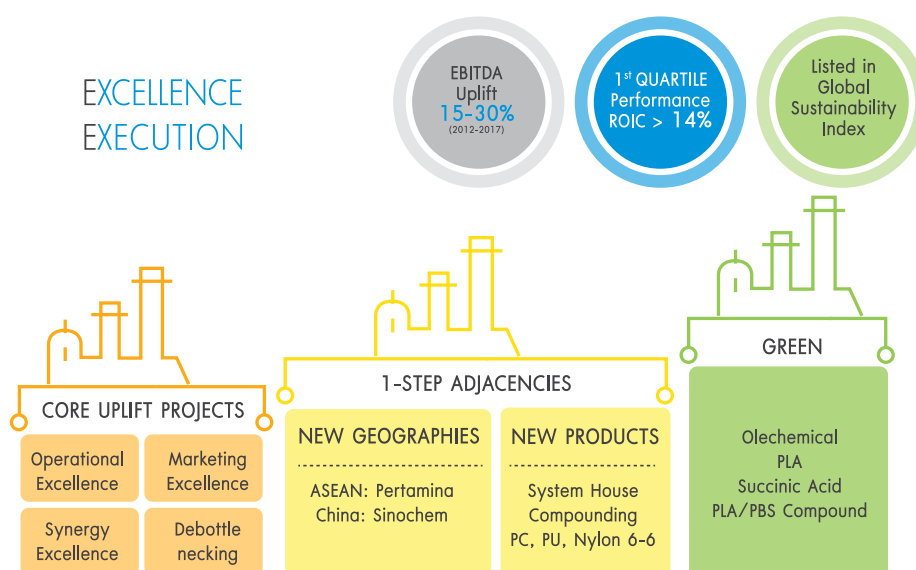 EXCELLENCE
EXECUTION
EBITDA
Uplift
15-30%
(2012-2017)
1st QUARTILE
Performance
ROIC > 14%
Listed in
Global
Sustainability
Index
CORE UPLIFT PROJECTS
Operational
Excellence
Marketing
Excellence
Synergy
Excellence
Debottle
necking
1-STEP ADJACENCIES
NEW GEOGRAPHIES
ASEAN: Pertamina
China: Sinochem
NEW PRODUCTS
System House
Compounding
PC, PU, Nylon 6-6
GREEN
Olechemical
PLA
Succinic Acid
PLA/PBS Compound